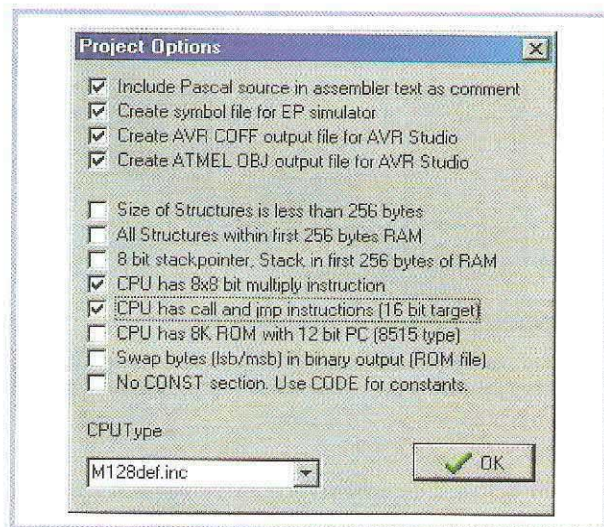 Project Options
Include Pascal source in assembler text as comment
Create symbol file for EP simulator
Create AVR COFF output file for AVR Studio
Create ATMEL OBJ output file for AVR Studio
Size of Structures is less than 256 bytes
All Structures within first 256 bytes RAM
8 bit stackpointer, Stack in first 256 bytes of RAM
CPU has 8x8 bit multiply instruction
CPU has call and jmp instructions (16 bit target)
CPU has 8K ROM with 12 bit PC (8515 type)
Swap bytes (lsb/msb) in binary output (ROM file)
No CONST section. Use CODE for constants.
CPUType
M128def.inc
OK